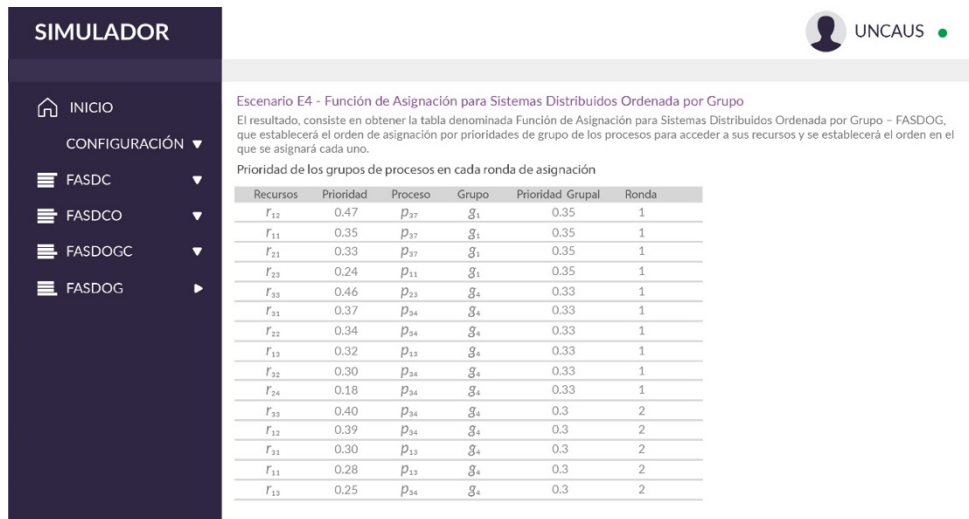 SIMULADOR
UNCAUS
INICIO
CONFIGURACIÓN
FASDC
FASDCO
FASDOGC
FASDOG
Escenario E4 - Función de Asignación para Sistemas Distribuidos Ordenada por Grupo
El resultado, consiste en obtener la tabla denominada Función de Asignación para Sistemas Distribuidos Ordenada por Grupo – FASDOG,
que establecerá el orden de asignación por prioridades de grupo de los procesos para acceder a sus recursos y se establecerá el orden en el
que se asignará cada uno.
Prioridad de los grupos de procesos en cada ronda de asignación
Recursos Prioridad Proceso Grupo Prioridad Grupal Ronda
r₁₂ 0.47 p₃₇ g₁ 0.35 1
r₁₁ 0.35 p₃₇ g₁ 0.35 1
r₂₁ 0.33 p₃₇ g₁ 0.35 1
r₂₃ 0.24 p₁₁ g₁ 0.35 1
r₃₃ 0.46 p₂₃ g₄ 0.33 1
r₃₁ 0.37 p₃₄ g₄ 0.33 1
r₂₂ 0.34 p₃₄ g₄ 0.33 1
r₁₃ 0.32 p₁₃ g₄ 0.33 1
r₃₂ 0.30 p₃₄ g₄ 0.33 1
r₂₄ 0.18 p₃₄ g₄ 0.33 1
r₃₃ 0.40 p₃₄ g₄ 0.3 2
r₁₂ 0.39 p₃₄ g₄ 0.3 2
r₃₁ 0.30 p₁₃ g₄ 0.3 2
r₁₁ 0.28 p₁₃ g₄ 0.3 2
r₁₃ 0.25 p₃₄ g₄ 0.3 2